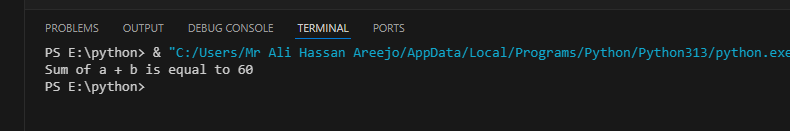 PROBLEMS OUTPUT DEBUG CONSOLE TERMINAL PORTS
PS E:\python> & "C:/Users/Mr Ali Hassan Areejo/AppData/Local/Programs/Python/Python313/python.exe
Sum of a + b is equal to 60
PS E:\python>